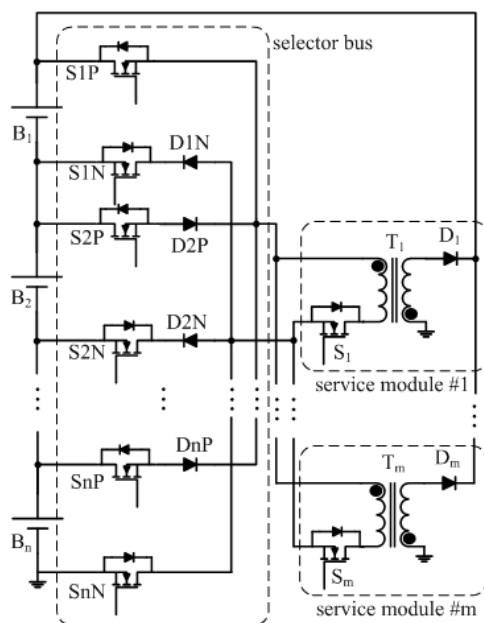 selector bus
S1P
B1
D1N
S1N
S2P
D2P
T1
D1
B2
D2N
S2N
S1
service module #1
DnP
SnP
Tm
Dm
Bn
SnN
Sm
service module #m